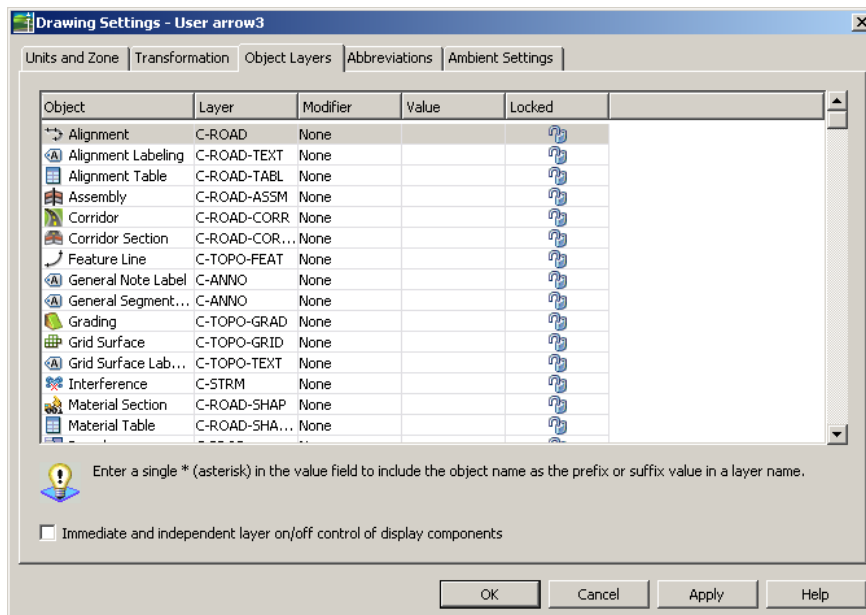 Drawing Settings - User arrow3
Units and Zone Transformation Object Layers Abbreviations Ambient Settings
Object Layer Modifier Value Locked
Alignment C-ROAD None
Alignment Labeling C-ROAD-TEXT None
Alignment Table C-ROAD-TABL None
Assembly C-ROAD-ASSM None
Corridor C-ROAD-CORR None
Corridor Section C-ROAD-COR... None
Feature Line C-TOPO-FEAT None
General Note Label C-ANNO None
General Segment... C-ANNO None
Grading C-TOPO-GRAD None
Grid Surface C-TOPO-GRID None
Grid Surface Lab... C-TOPO-TEXT None
Interference C-STRM None
Material Section C-ROAD-SHAP None
Material Table C-ROAD-SHA... None
Enter a single * (asterisk) in the value field to include the object name as the prefix or suffix value in a layer name.
Immediate and independent layer on/off control of display components
OK Cancel Apply Help